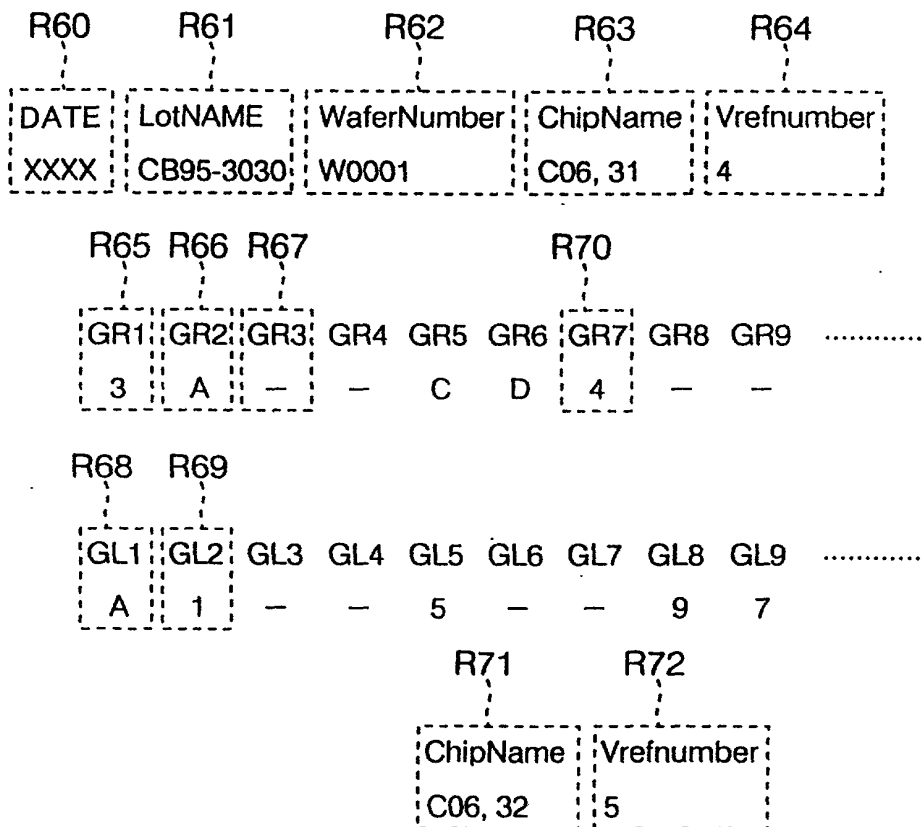 R60 R61 R62 R63 R64
DATE LotNAME WaferNumber ChipName Vrefnumber
XXXX CB95-3030 W0001 C06, 31 4
R65 R66 R67 R70
GR1 GR2 GR3 GR4 GR5 GR6 GR7 GR8 GR9 ............
3 A — — C D 4 — —
R68 R69
GL1 GL2 GL3 GL4 GL5 GL6 GL7 GL8 GL9 ............
A 1 — — 5 — — 9 7
R71 R72
ChipName Vrefnumber
C06, 32 5